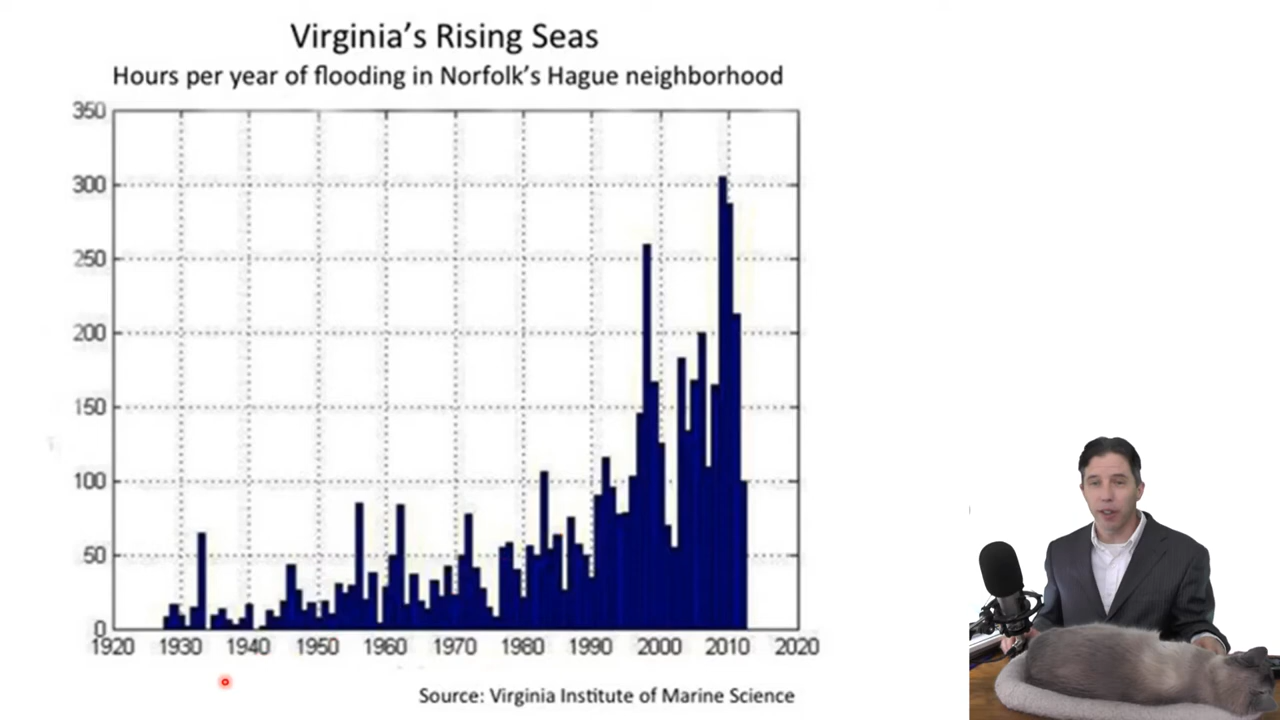 Virginia’s Rising Seas
Hours per year of flooding in Norfolk’s Hague neighborhood
350
300
250
200
150
100
50
0
1920 1930 1940 1950 1960 1970 1980 1990 2000 2010 2020
Source: Virginia Institute of Marine Science